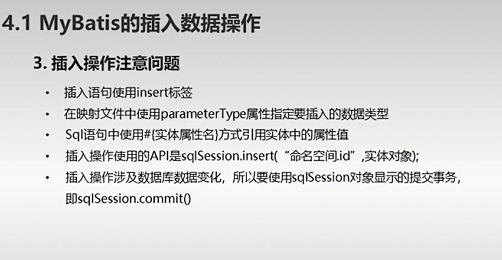 4.1 MyBatis的插入数据操作
3. 插入操作注意问题
• 插入语句使用insert标签
• 在映射文件中使用parameterType属性指定要插入的数据类型
• Sql语句中使用#{实体属性名}方式引用实体中的属性值
• 插入操作使用的API是sqlSession.insert(“命名空间.id”,实体对象);
• 插入操作涉及数据库数据变化，所以要使用sqlSession对象显示的提交事务，
即sqlSession.commit()